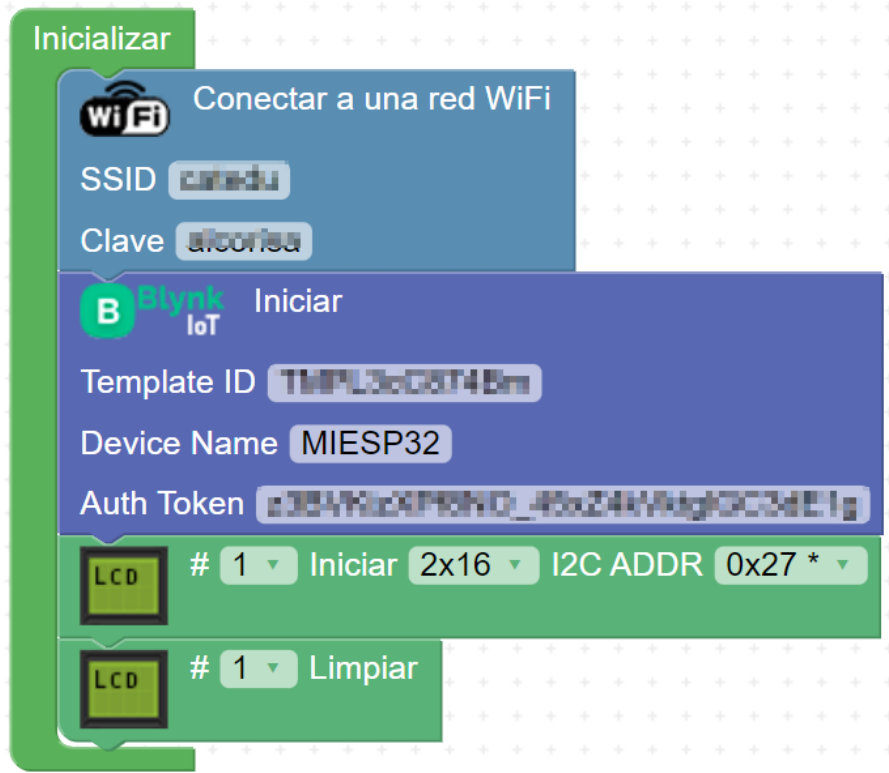 Inicializar
WiFi Conectar a una red WiFi
SSID
Clave
B Blynk IoT Iniciar
Template ID
Device Name MIESP32
Auth Token
LCD # 1 Iniciar 2x16 I2C ADDR 0x27 *
LCD # 1 Limpiar